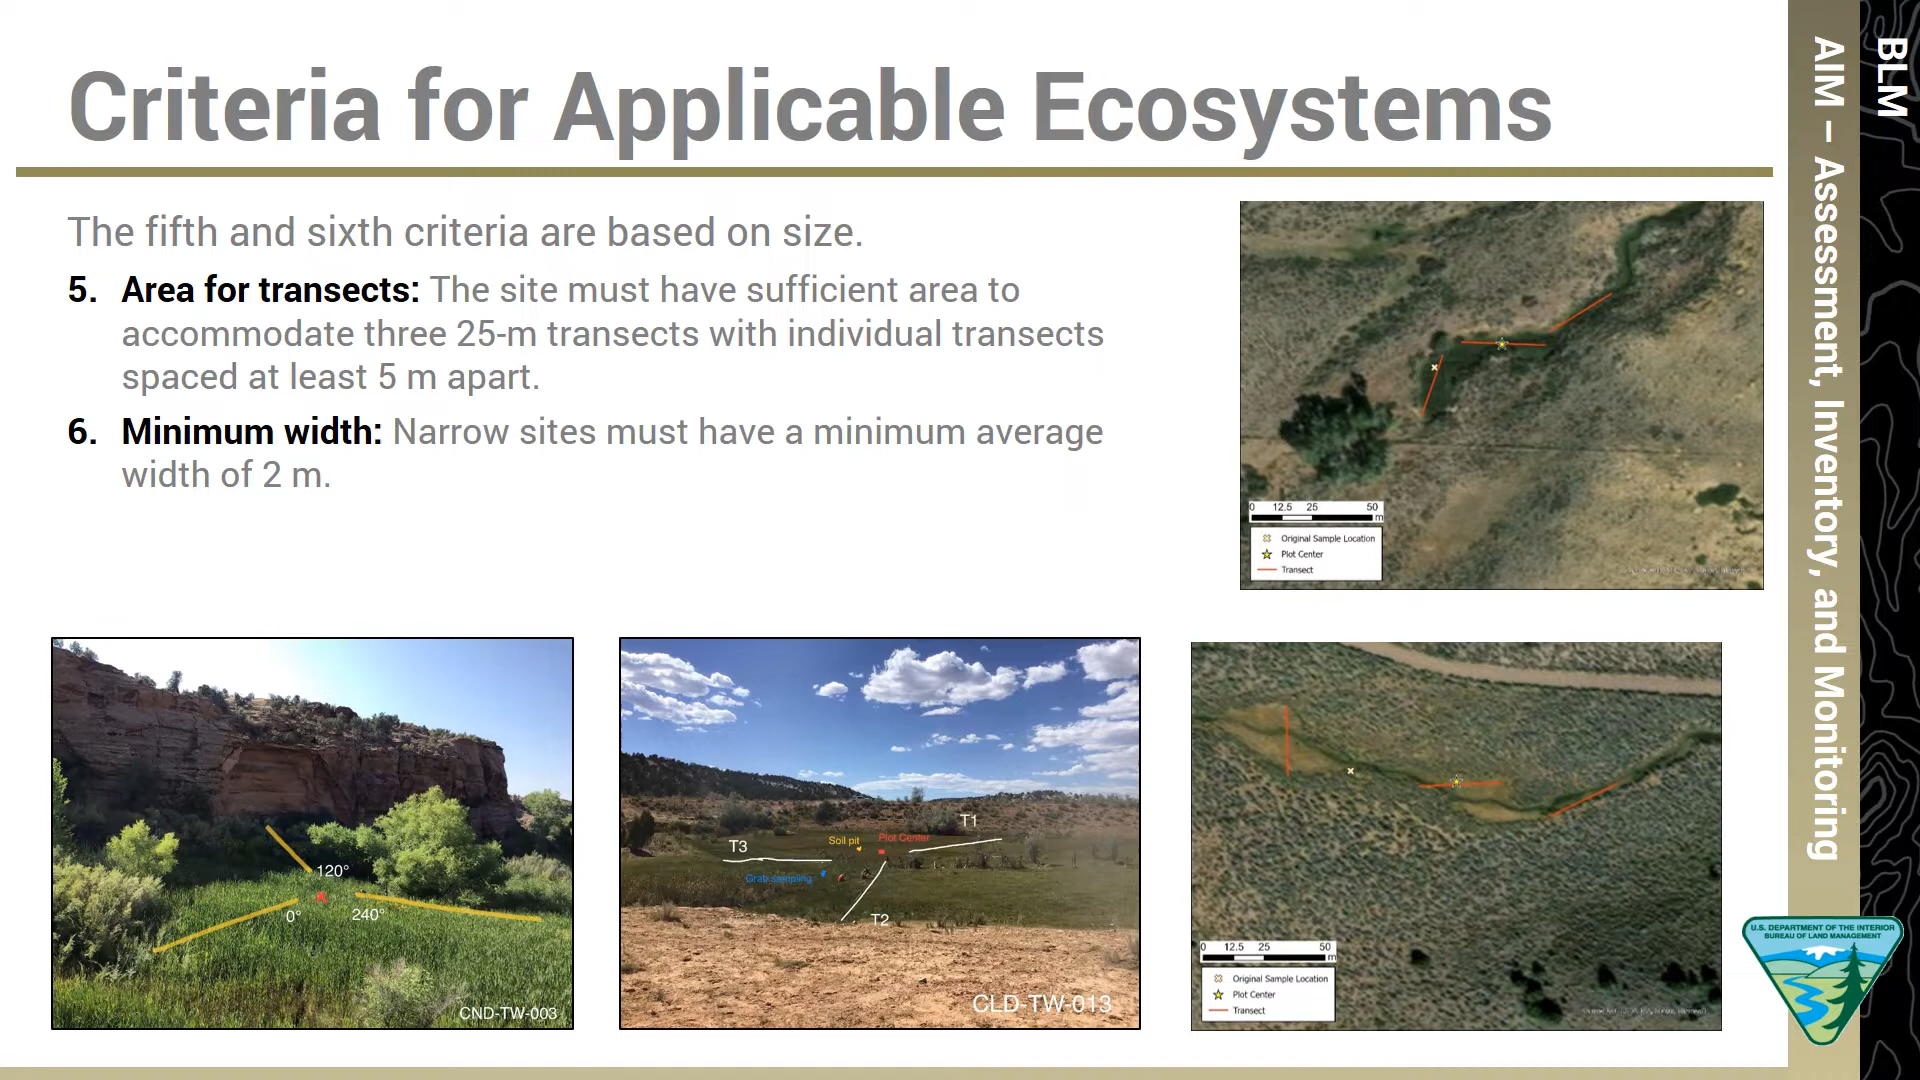 Criteria for Applicable Ecosystems
The fifth and sixth criteria are based on size.
5. Area for transects: The site must have sufficient area to
accommodate three 25-m transects with individual transects
spaced at least 5 m apart.
6. Minimum width: Narrow sites must have a minimum average
width of 2 m.
0 12.5 25 50
m
Original Sample Location
Plot Center
Transect
120°
0°
240°
CND-TW-003
T1
T3
Soil pit
Plot Center
Grab sampling
T2
CLD-TW-013
0 12.5 25 50
m
Original Sample Location
Plot Center
Transect
BLM
AIM – Assessment, Inventory, and Monitoring
U.S. DEPARTMENT OF THE INTERIOR
BUREAU OF LAND MANAGEMENT